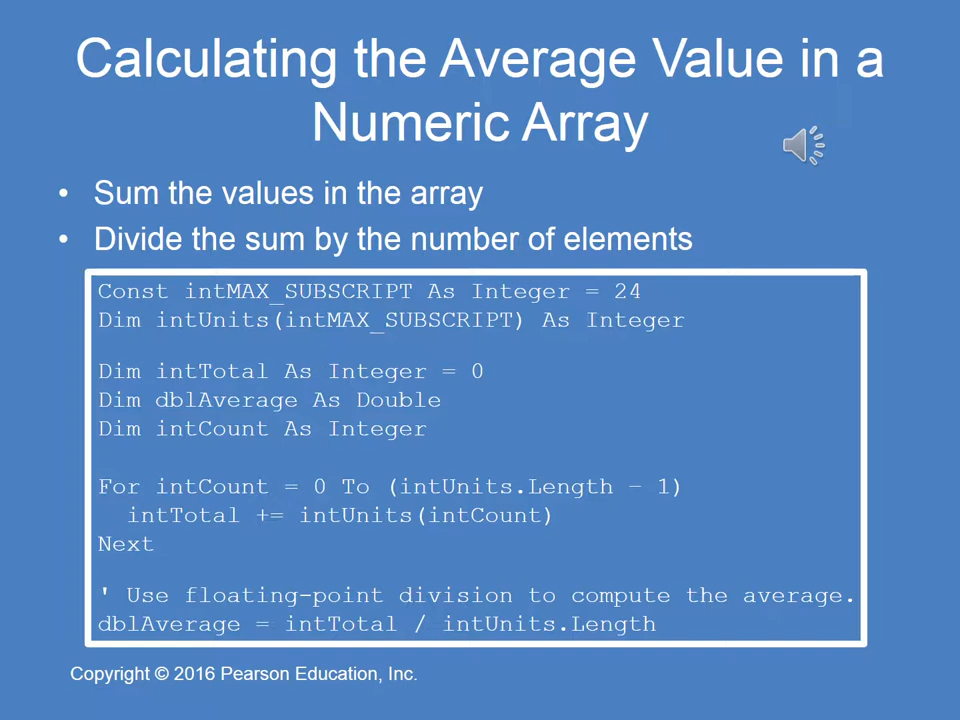 Calculating the Average Value in a
Numeric Array
• Sum the values in the array
• Divide the sum by the number of elements
Const intMAX_SUBSCRIPT As Integer = 24
Dim intUnits(intMAX_SUBSCRIPT) As Integer
Dim intTotal As Integer = 0
Dim dblAverage As Double
Dim intCount As Integer
For intCount = 0 To (intUnits.Length – 1)
  intTotal += intUnits(intCount)
Next
' Use floating-point division to compute the average.
dblAverage = intTotal / intUnits.Length
Copyright © 2016 Pearson Education, Inc.